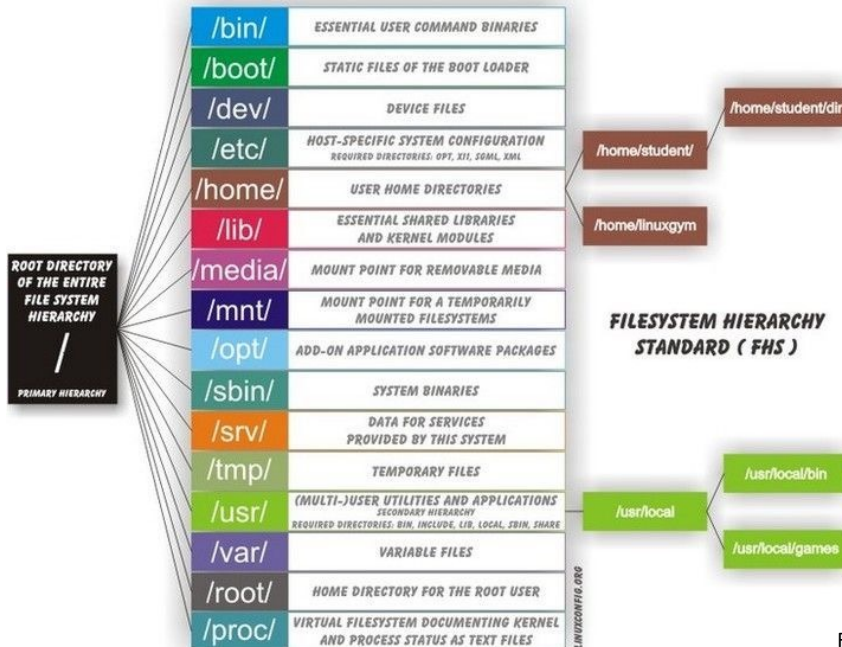 /bin/
ESSENTIAL USER COMMAND BINARIES
/boot/
STATIC FILES OF THE BOOT LOADER
/dev/
DEVICE FILES
/etc/
HOST-SPECIFIC SYSTEM CONFIGURATION
REQUIRED DIRECTORIES: OPT, XII, SGML, XML
/home/
USER HOME DIRECTORIES
/lib/
ESSENTIAL SHARED LIBRARIES
AND KERNEL MODULES
/media/
MOUNT POINT FOR REMOVABLE MEDIA
/mnt/
MOUNT POINT FOR A TEMPORARILY
MOUNTED FILESYSTEMS
/opt/
ADD-ON APPLICATION SOFTWARE PACKAGES
/sbin/
SYSTEM BINARIES
/srv/
DATA FOR SERVICES
PROVIDED BY THIS SYSTEM
/tmp/
TEMPORARY FILES
/usr/
(MULTI-)USER UTILITIES AND APPLICATIONS
SECONDARY HIERARCHY
REQUIRED DIRECTORIES: BIN, INCLUDE, LIB, LOCAL, SBIN, SHARE
/var/
VARIABLE FILES
/root/
HOME DIRECTORY FOR THE ROOT USER
/proc/
VIRTUAL FILESYSTEM DOCUMENTING KERNEL
AND PROCESS STATUS AS TEXT FILES
ROOT DIRECTORY
OF THE ENTIRE
FILE SYSTEM
HIERARCHY
/
PRIMARY HIERARCHY
/home/student/
/home/student/dir
/home/linuxgym
FILESYSTEM HIERARCHY
STANDARD ( FHS )
/usr/local
/usr/local/bin
/usr/local/games
LINUXCONFIG.ORG